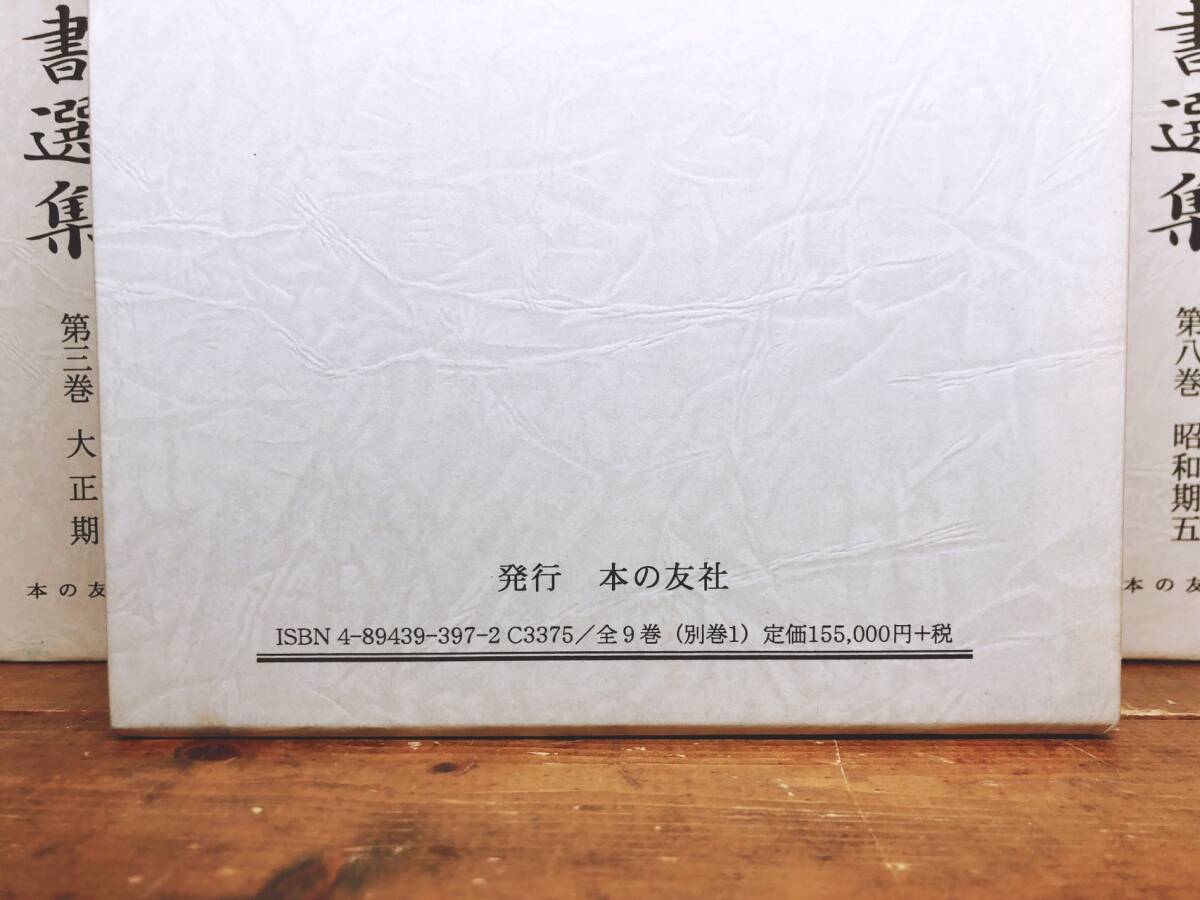 書選集
第三巻 大正期
本の友
発行 本の友社
ISBN 4-89439-397-2 C3375／全9巻（別巻1）定価155,000円+税
書選集
第八巻 昭和期五
本の友